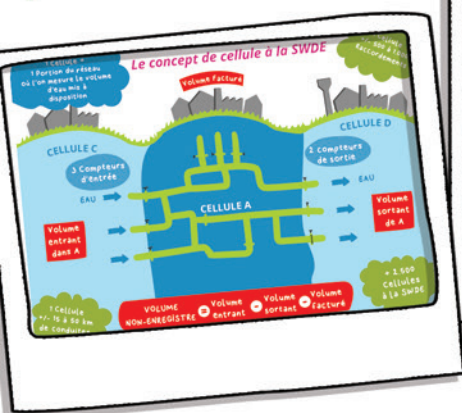 Le concept de cellule à la SWDE
1 Cellule =
1 Portion du réseau
où l'on mesure le volume
d'eau mis à
disposition
Volume facturé
Raccordements
CELLULE C
CELLULE D
3 Compteurs
d'entrée
2 compteurs
de sortie
EAU
EAU
CELLULE A
Volume
entrant
dans A
Volume
sortant
de A
1 Cellule
+/- 15 à 50 km
de conduites
VOLUME
NON-ENREGISTRE = Volume
entrant - Volume
sortant - Volume
facturé
+ 2.500
Cellules
à la SWDE